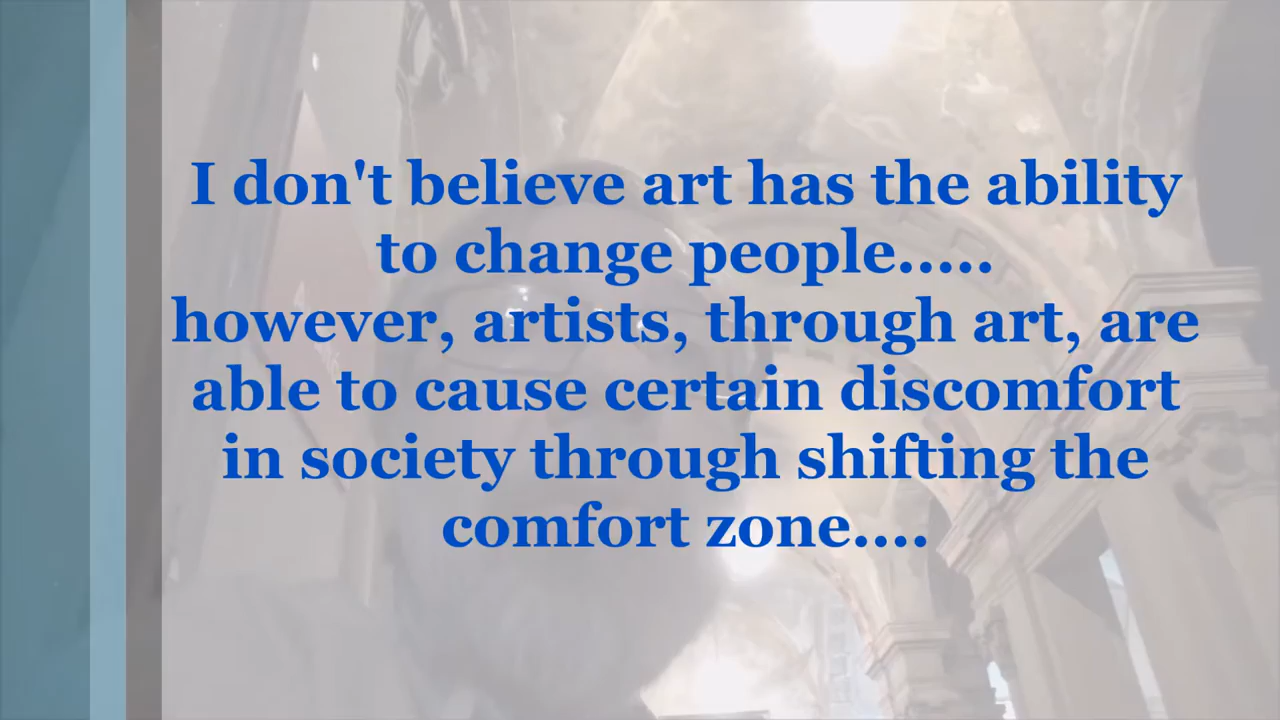 I don't believe art has the ability
to change people.....
however, artists, through art, are
able to cause certain discomfort
in society through shifting the
comfort zone....